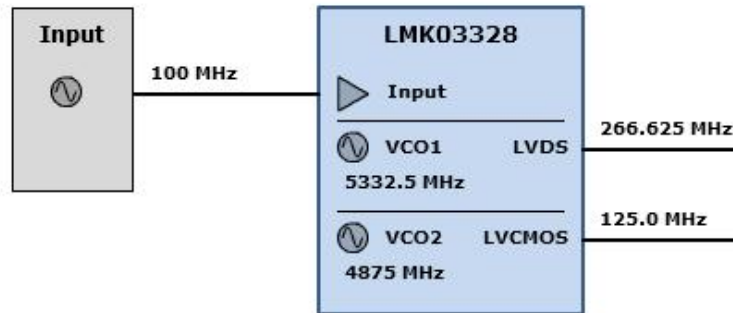 Input
100 MHz
LMK03328
Input
VCO1 LVDS
5332.5 MHz
266.625 MHz
VCO2 LVCMOS
4875 MHz
125.0 MHz